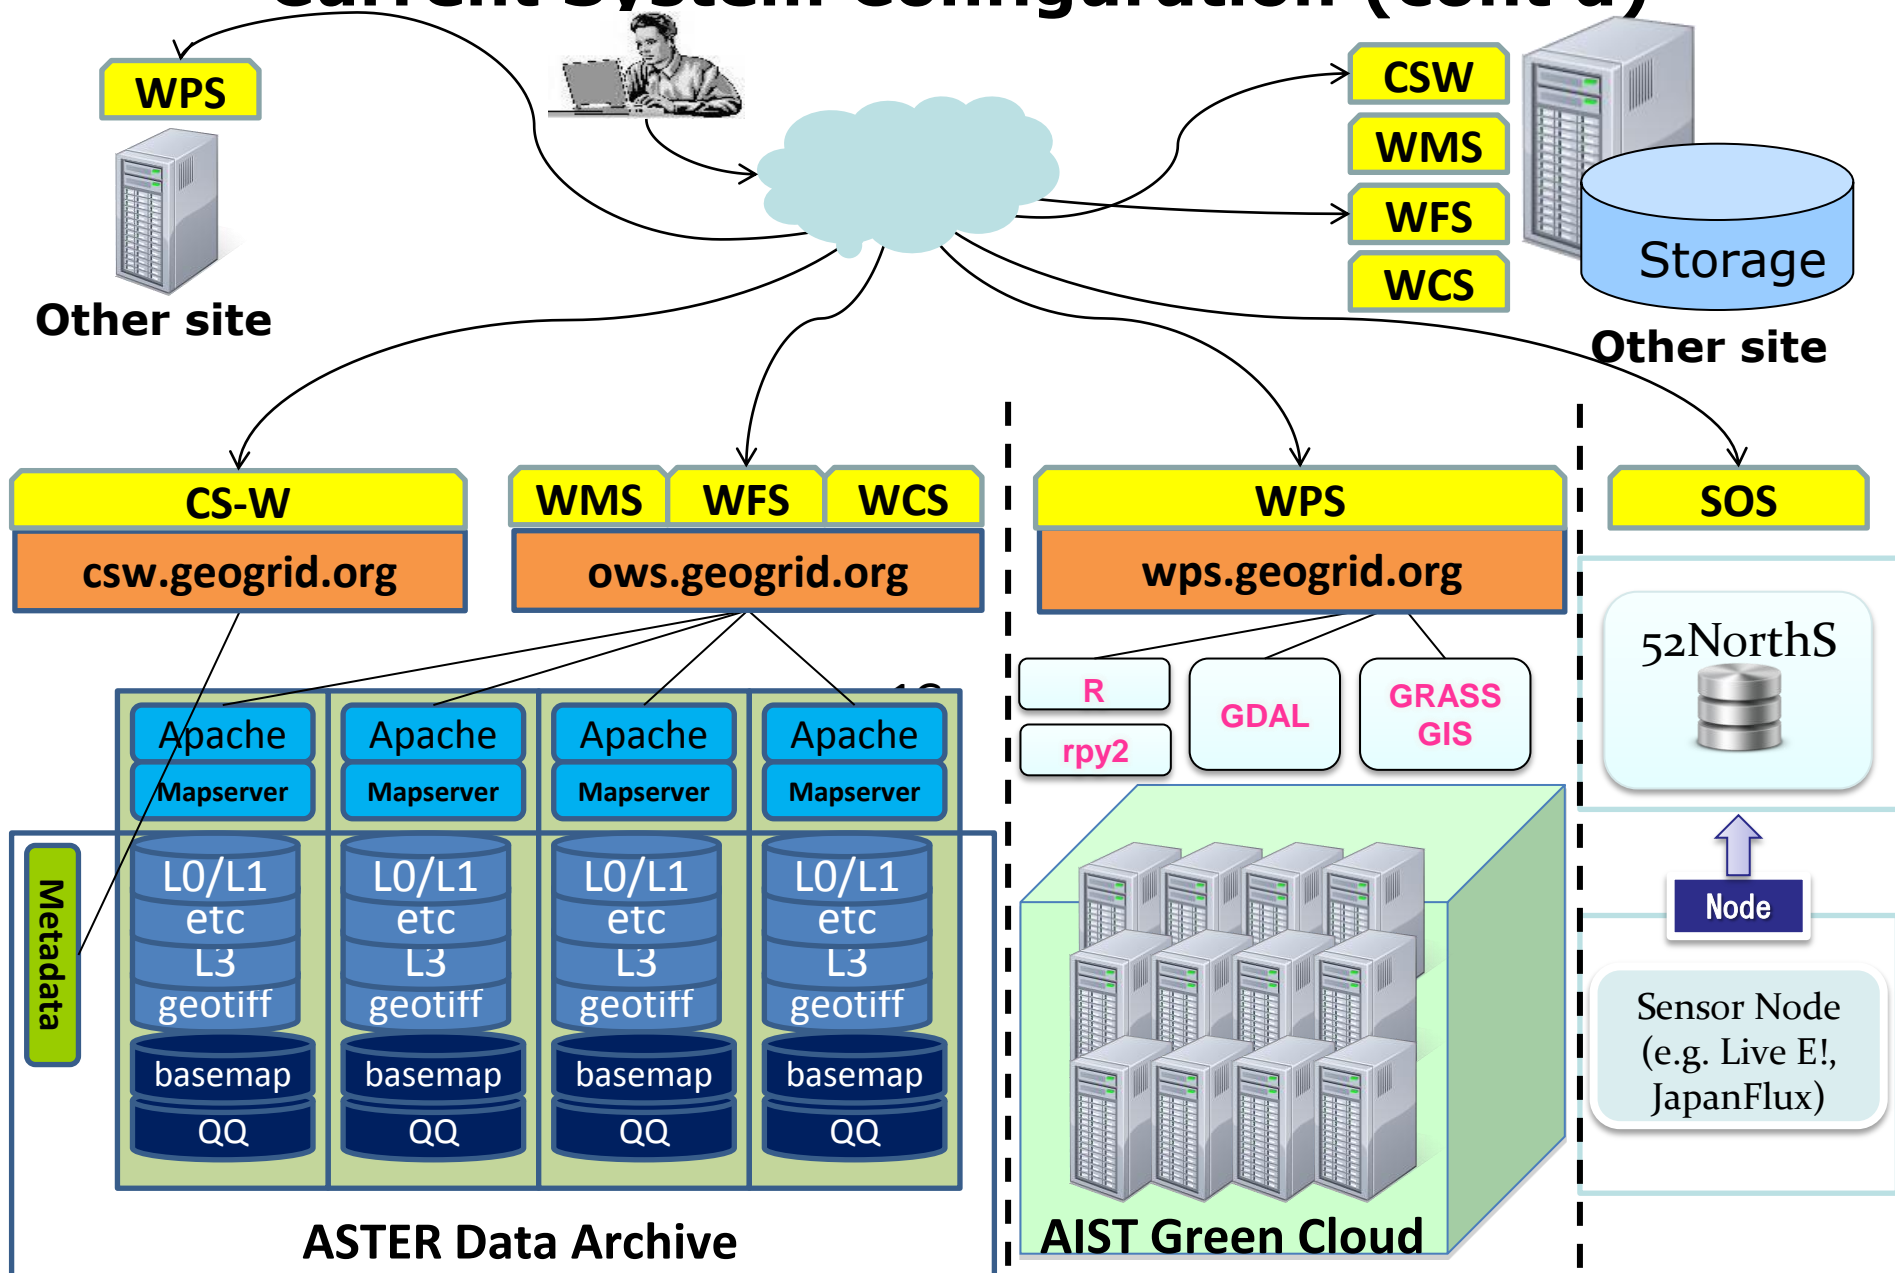 Current System Configuration (cont'd)
WPS
Other site
CSW
WMS
WFS
WCS
Storage
Other site
CS-W
csw.geogrid.org
WMS
WFS
WCS
ows.geogrid.org
WPS
wps.geogrid.org
SOS
52NorthS
R
rpy2
GDAL
GRASS
GIS
Apache
Apache
Apache
Apache
Mapserver
Mapserver
Mapserver
Mapserver
Metadata
L0/L1
etc
L3
geotiff
basemap
QQ
L0/L1
etc
L3
geotiff
basemap
QQ
L0/L1
etc
L3
geotiff
basemap
QQ
L0/L1
etc
L3
geotiff
basemap
QQ
ASTER Data Archive
AIST Green Cloud
Node
Sensor Node
(e.g. Live E!,
JapanFlux)